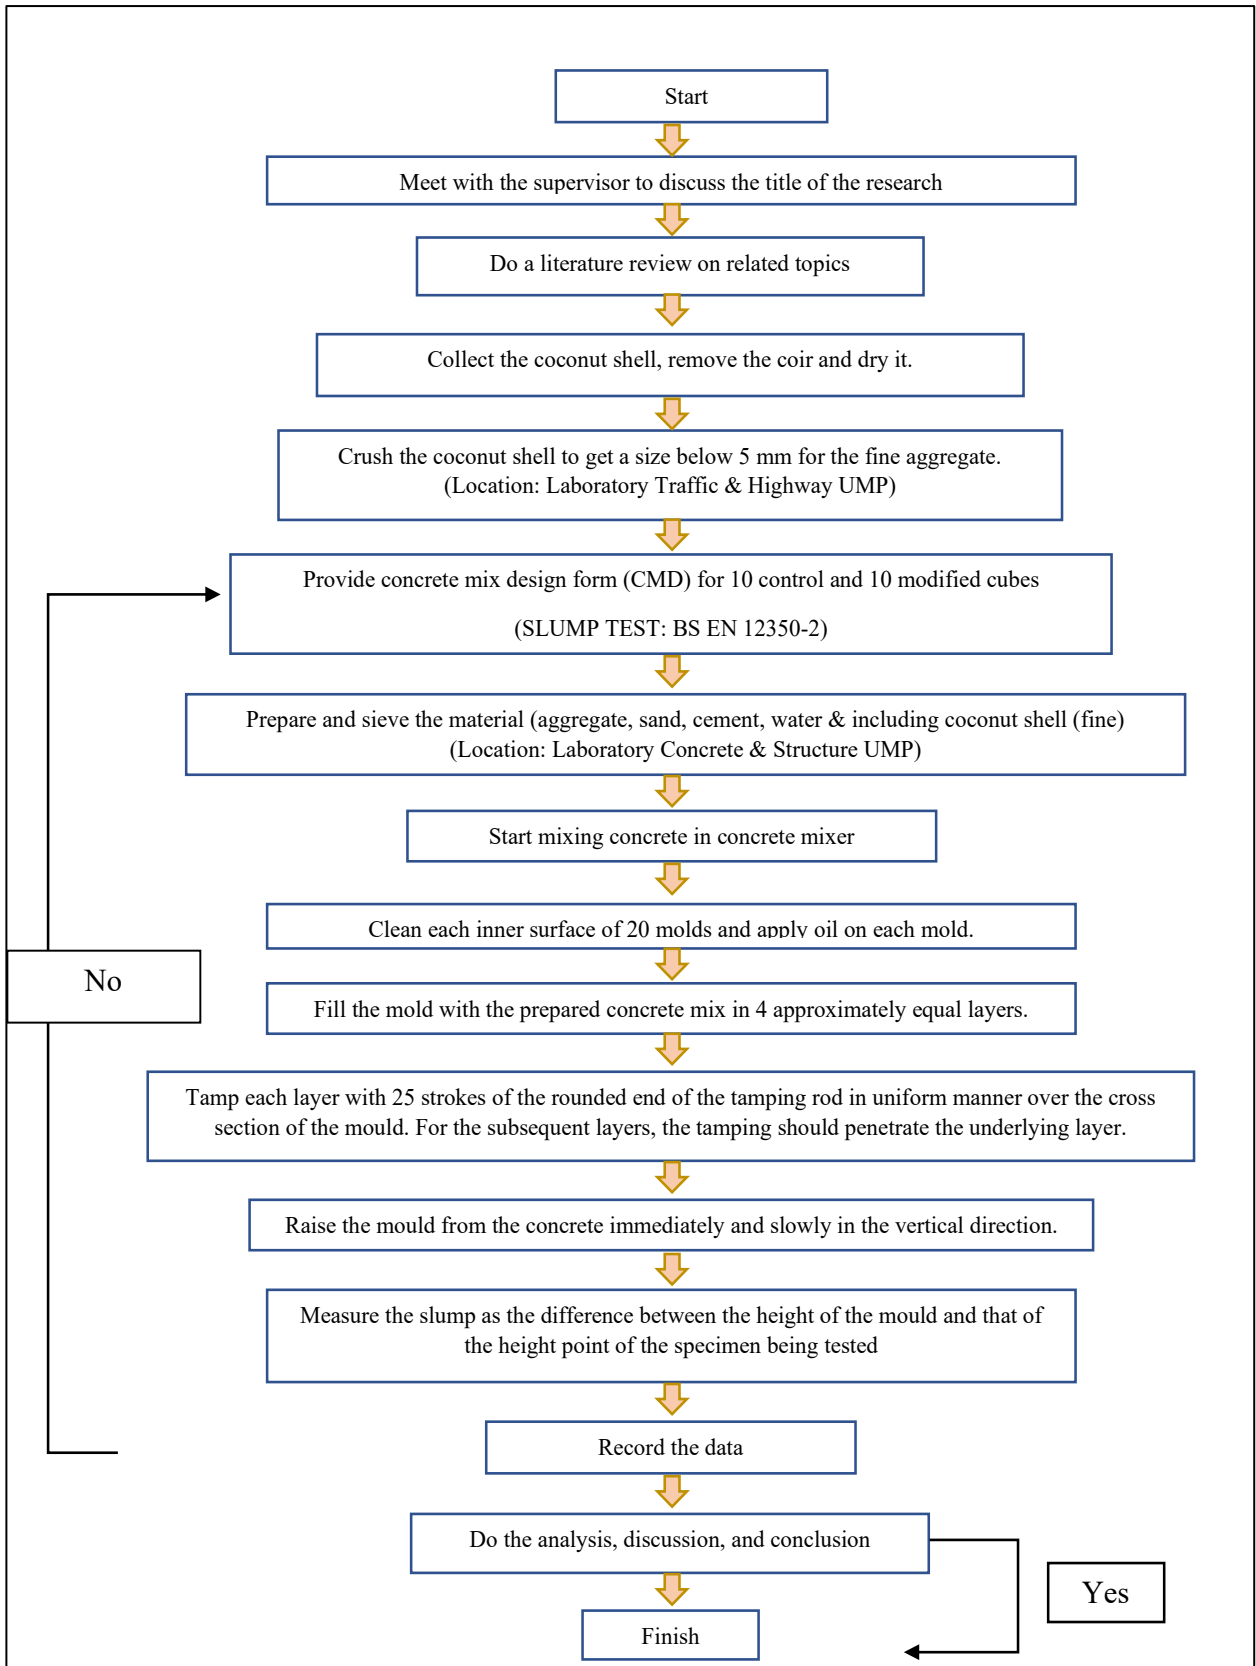 Start
Meet with the supervisor to discuss the title of the research
Do a literature review on related topics
Collect the coconut shell, remove the coir and dry it.
Crush the coconut shell to get a size below 5 mm for the fine aggregate.
(Location: Laboratory Traffic & Highway UMP)
Provide concrete mix design form (CMD) for 10 control and 10 modified cubes
(SLUMP TEST: BS EN 12350-2)
Prepare and sieve the material (aggregate, sand, cement, water & including coconut shell (fine)
(Location: Laboratory Concrete & Structure UMP)
Start mixing concrete in concrete mixer
Clean each inner surface of 20 molds and apply oil on each mold.
No
Fill the mold with the prepared concrete mix in 4 approximately equal layers.
Tamp each layer with 25 strokes of the rounded end of the tamping rod in uniform manner over the cross
section of the mould. For the subsequent layers, the tamping should penetrate the underlying layer.
Raise the mould from the concrete immediately and slowly in the vertical direction.
Measure the slump as the difference between the height of the mould and that of
the height point of the specimen being tested
Record the data
Do the analysis, discussion, and conclusion
Yes
Finish